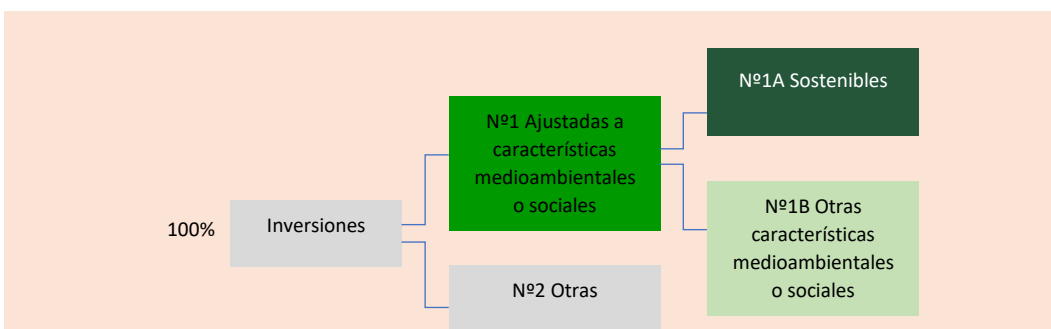 100%
Inversiones
Nº1 Ajustadas a
características
medioambientales
o sociales
Nº2 Otras
Nº1A Sostenibles
Nº1B Otras
características
medioambientales
o sociales